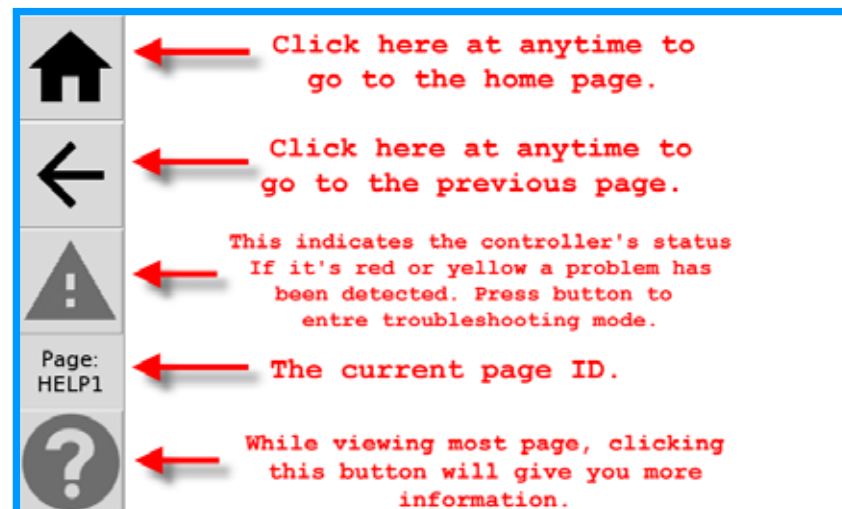 Click here at anytime to
go to the home page.
Click here at anytime to
go to the previous page.
This indicates the controller's status
If it's red or yellow a problem has
been detected. Press button to
entre troubleshooting mode.
Page:
HELP1
The current page ID.
While viewing most page, clicking
this button will give you more
information.